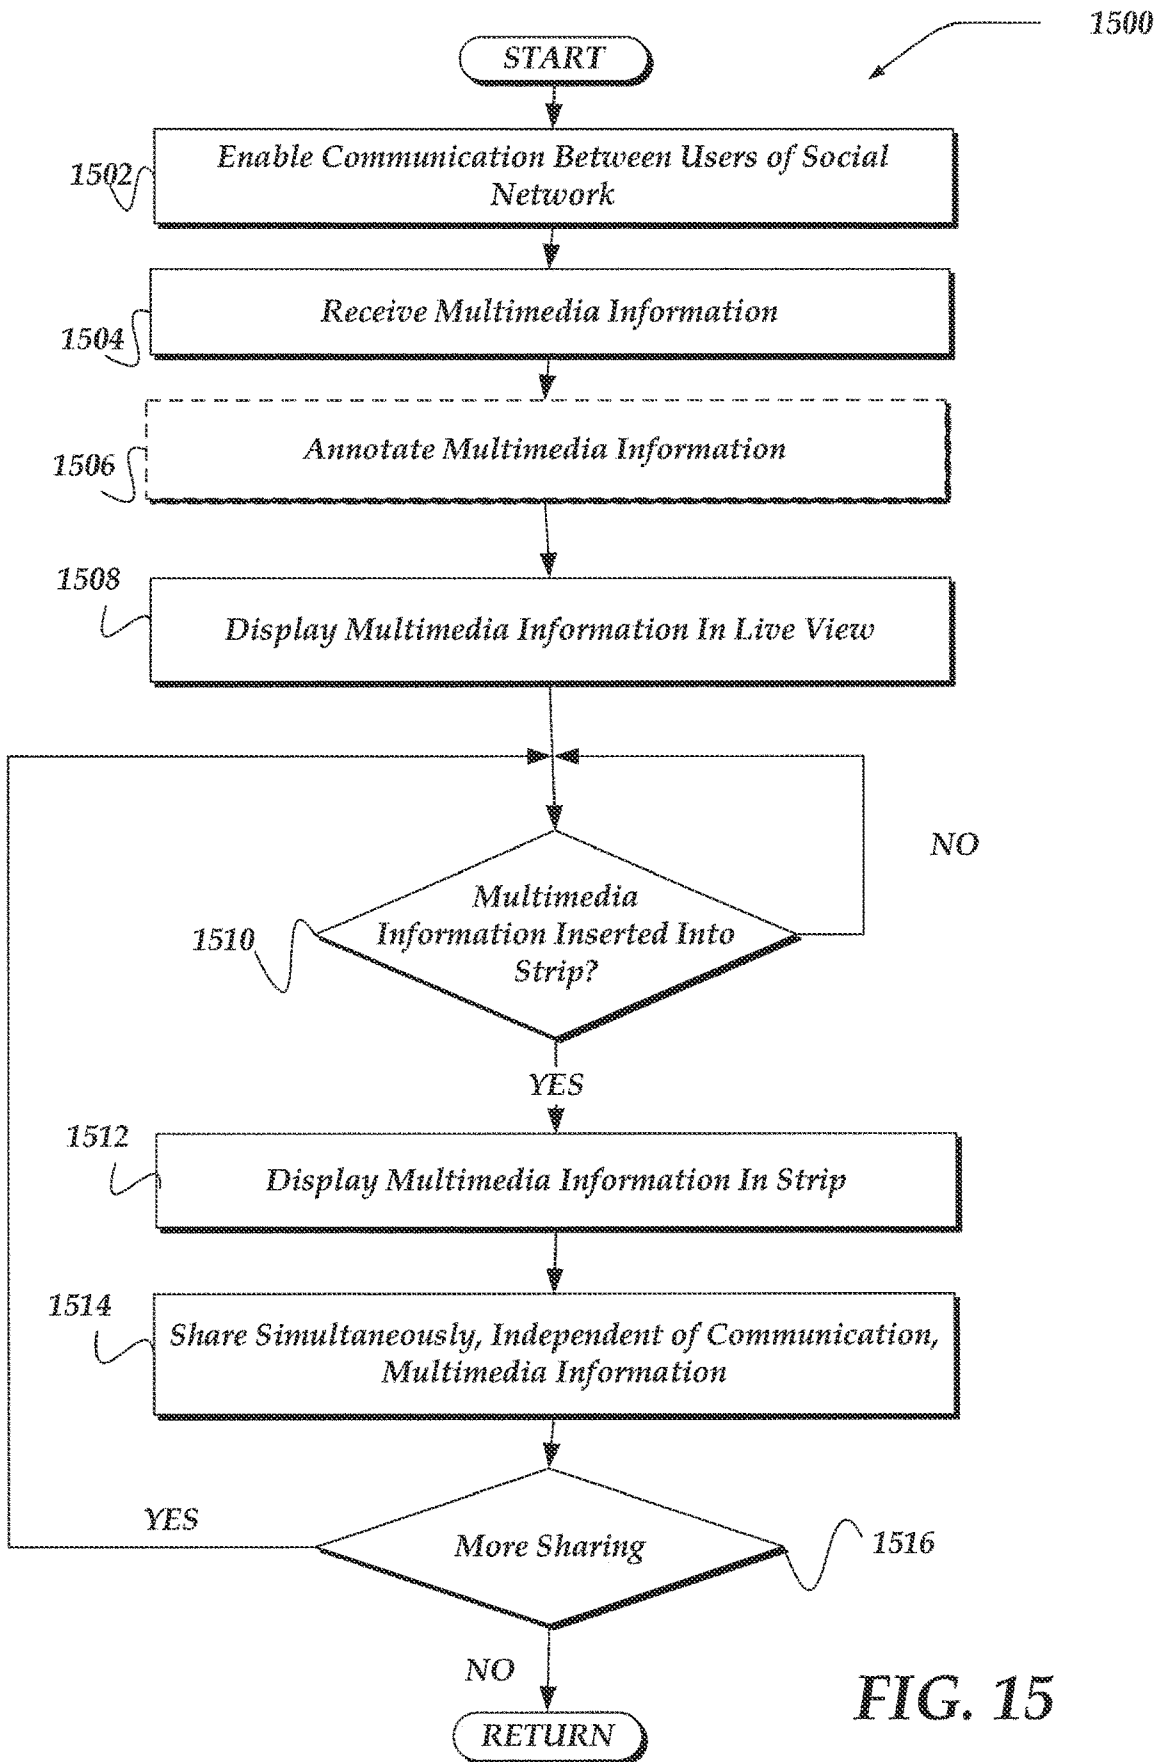 1500
START
1502
Enable Communication Between Users of Social
Network
1504
Receive Multimedia Information
1506
Annotate Multimedia Information
1508
Display Multimedia Information In Live View
NO
1510
Multimedia
Information Inserted Into
Strip?
YES
1512
Display Multimedia Information In Strip
1514
Share Simultaneously, Independent of Communication,
Multimedia Information
YES
More Sharing
1516
NO
RETURN
FIG. 15